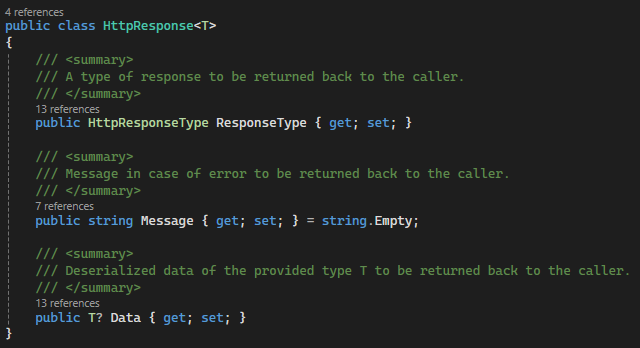 4 references
public class HttpResponse<T>
{
/// <summary>
/// A type of response to be returned back to the caller.
/// </summary>
13 references
public HttpResponseType ResponseType { get; set; }
/// <summary>
/// Message in case of error to be returned back to the caller.
/// </summary>
7 references
public string Message { get; set; } = string.Empty;
/// <summary>
/// Deserialized data of the provided type T to be returned back to the caller.
/// </summary>
13 references
public T? Data { get; set; }
}